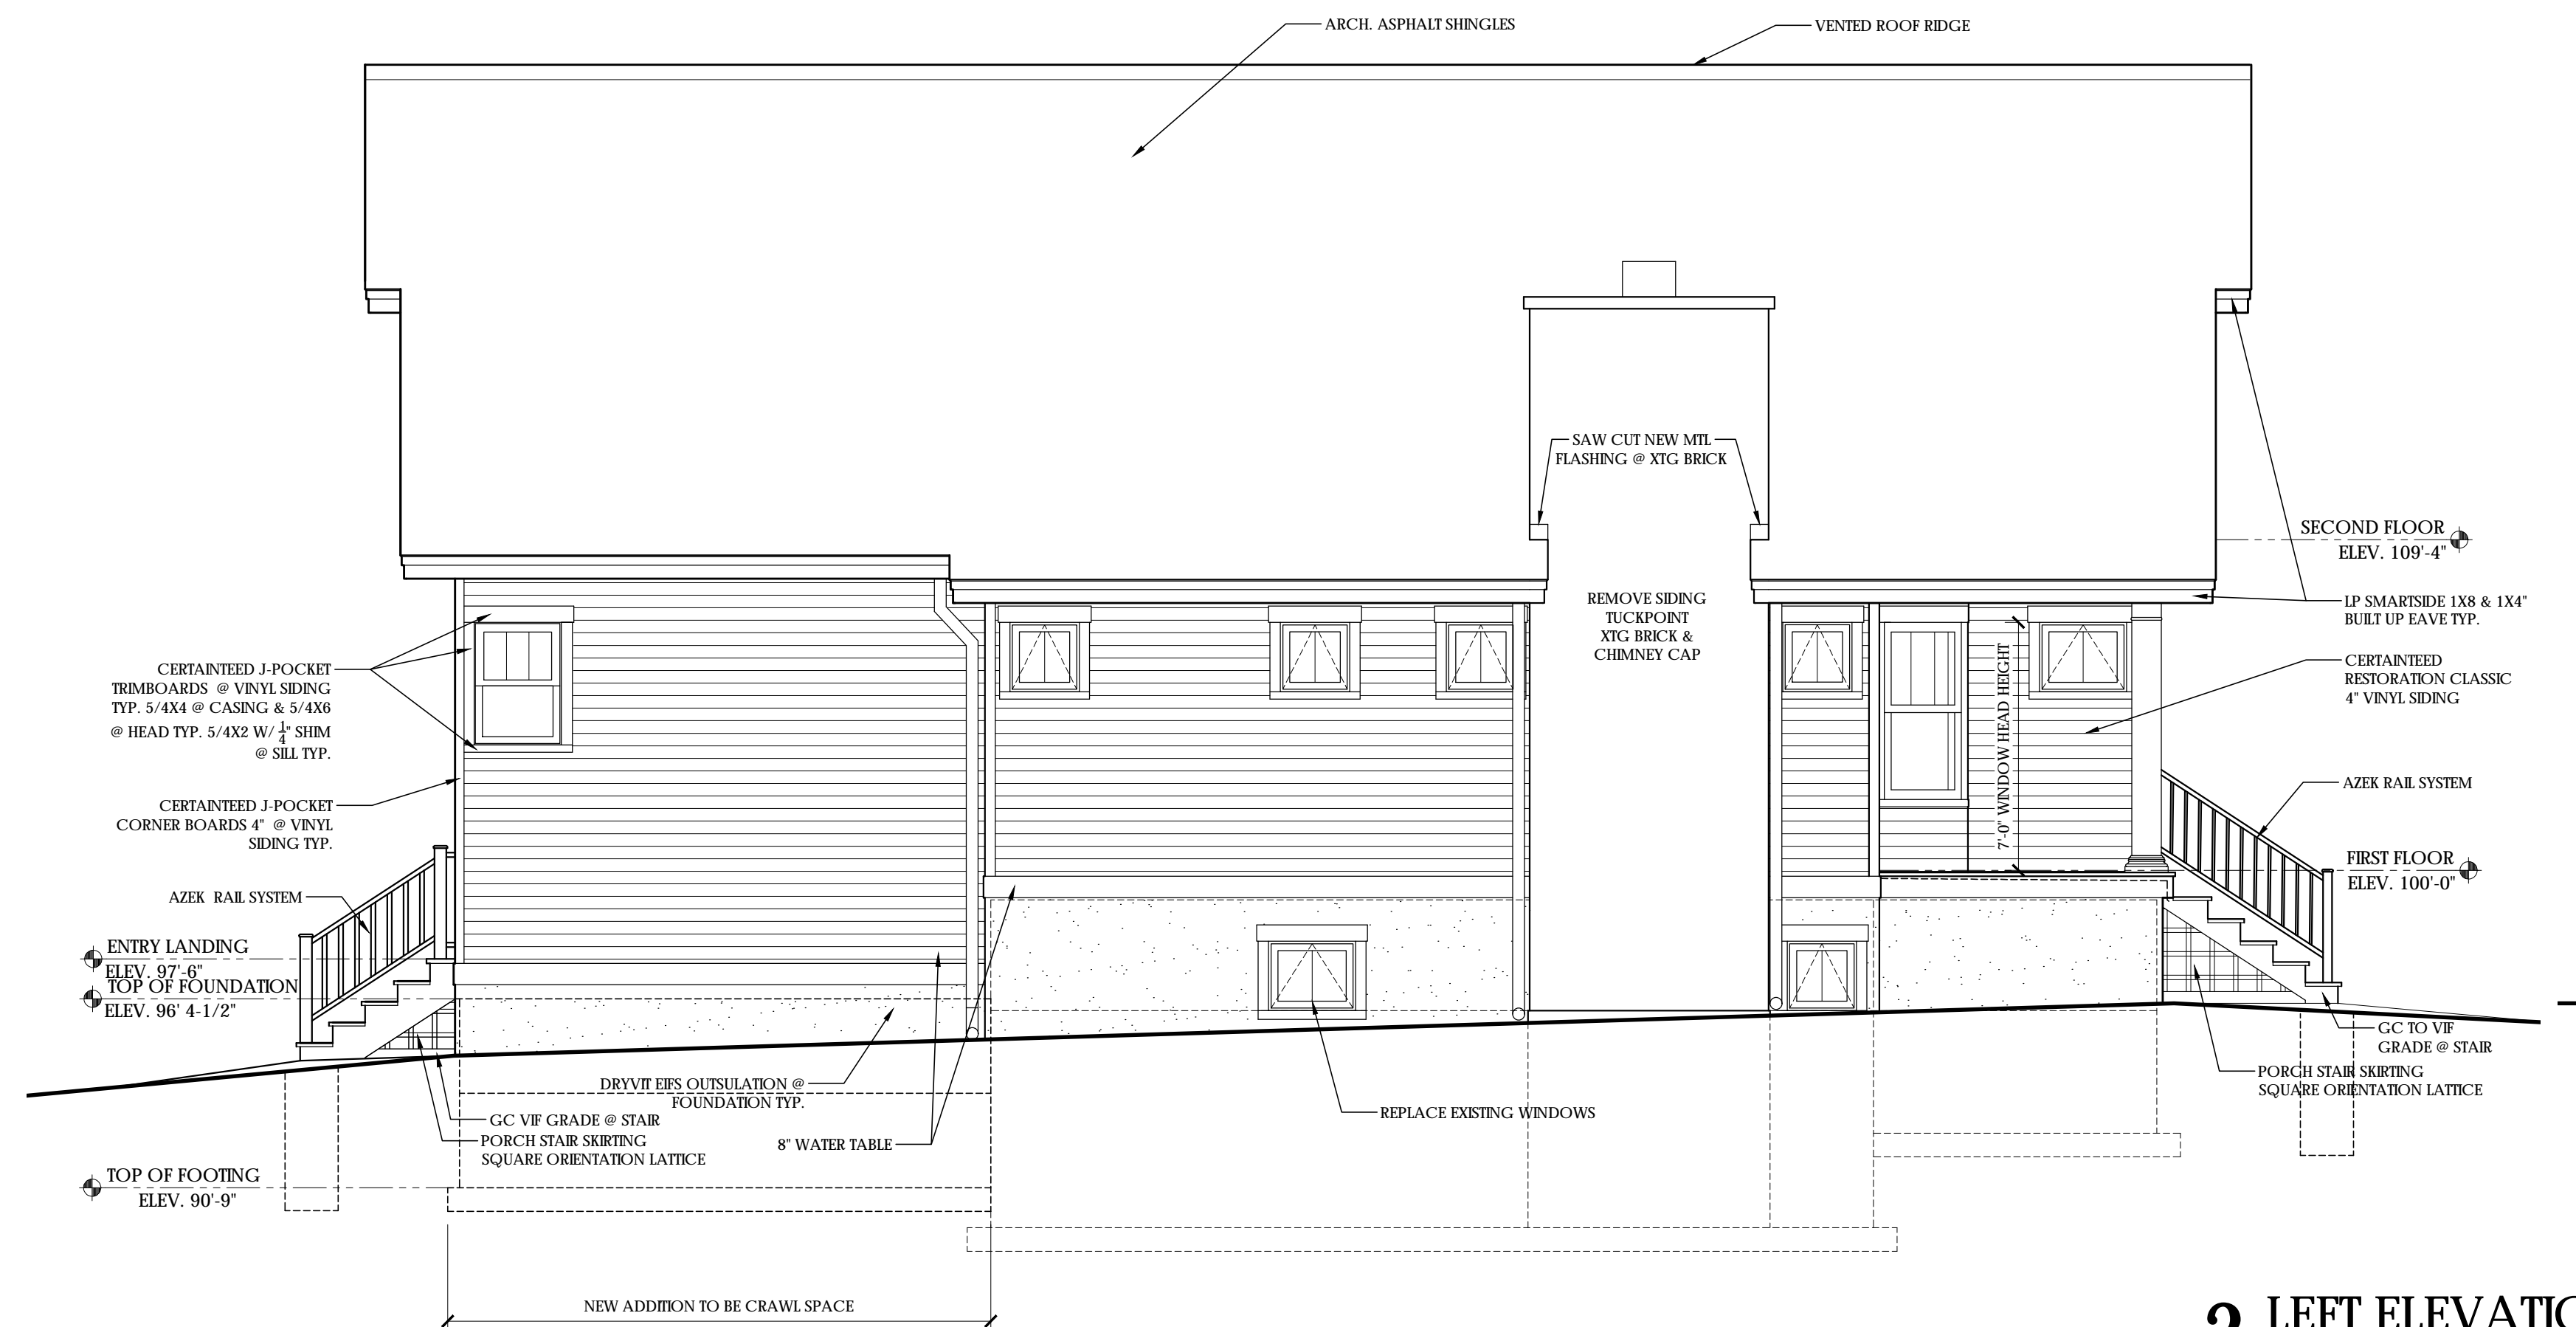 ARCH. ASPHALT SHINGLES
VENTED ROOF RIDGE
SAW CUT NEW MTL
FLASHING @ XTG BRICK
SECOND FLOOR
ELEV. 109'-4"
REMOVE SIDING
TUCKPOINT
XTG BRICK &
CHIMNEY CAP
LP SMARTSIDE 1X8 & 1X4"
BUILT UP EAVE TYP.
CERTAINTEED J-POCKET
TRIMBOARDS @ VINYL SIDING
TYP. 5/4X4 @ CASING & 5/4X6
@ HEAD TYP. 5/4X2 W/ 1/4" SHIM
@ SILL TYP.
CERTAINTEED
RESTORATION CLASSIC
4" VINYL SIDING
7'-0" WINDOW HEAD HEIGHT
CERTAINTEED J-POCKET
CORNER BOARDS 4" @ VINYL
SIDING TYP.
AZEK RAIL SYSTEM
FIRST FLOOR
ELEV. 100'-0"
AZEK RAIL SYSTEM
ENTRY LANDING
ELEV. 97'-6"
TOP OF FOUNDATION
ELEV. 96' 4-1/2"
GC TO VIF
GRADE @ STAIR
PORCH STAIR SKIRTING
SQUARE ORIENTATION LATTICE
DRYVIT EIFS OUTSULATION @
FOUNDATION TYP.
GC VIF GRADE @ STAIR
PORCH STAIR SKIRTING
SQUARE ORIENTATION LATTICE
8" WATER TABLE
REPLACE EXISTING WINDOWS
TOP OF FOOTING
ELEV. 90'-9"
NEW ADDITION TO BE CRAWL SPACE
LEFT ELEVATIO